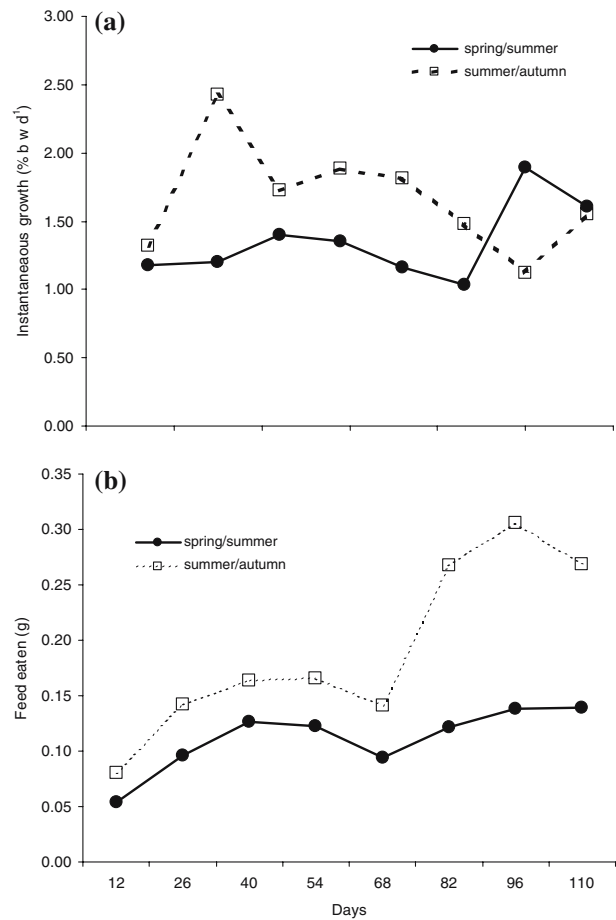 (a)
3.00
2.50
2.00
1.50
1.00
0.50
0.00
Instantaneaous growth (% b w d¹)
spring/summer
summer/autumn
(b)
0.35
0.30
0.25
0.20
0.15
0.10
0.05
0.00
Feed eaten (g)
spring/summer
summer/autumn
12 26 40 54 68 82 96 110
Days